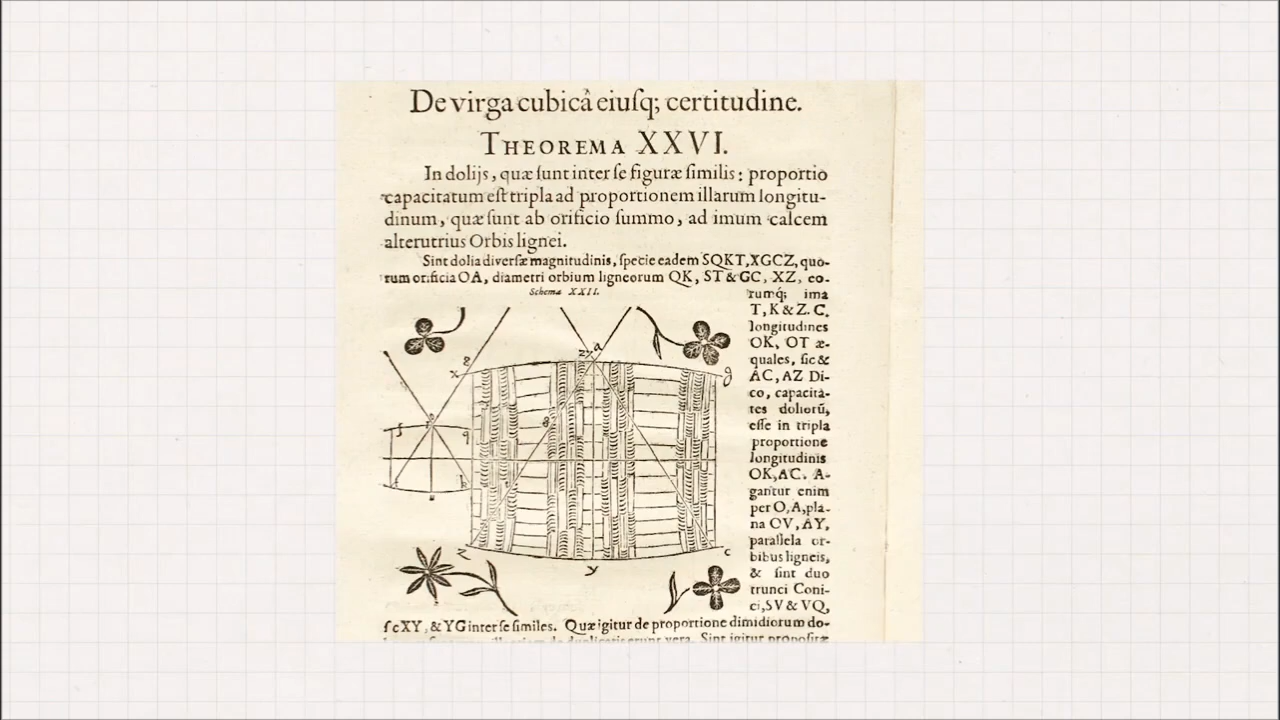 De virga cubicâ eiuſq; certitudine.
THEOREMA XXVI.
In dolijs, quæ ſunt inter ſe figuræ ſimilis: proportio
capacitatum eſt tripla ad proportionem illarum longitu-
dinum, quæ ſunt ab orificio ſummo, ad imum calcem
alterutrius Orbis lignei.
Sint dolia diverſæ magnitudinis, ſpecie eadem SQKT, XGCZ, quo-
rum orificia OA, diametri orbium ligneorum QK, ST & GC, XZ, eo-
Schema XXII.
rumq́; ima
T, K & Z. C.
longitudines
OK, OT æ-
quales, ſic &
AC, AZ Di-
co, capacita-
tes doliorū,
eſſe in tripla
proportione
longitudinis
OK, AC. A-
gantur enim
per O, A, pla-
na OV, AY,
parallela or-
bibus ligneis,
& ſint duo
trunci Coni-
ci, SV & VQ,
ſc XY, & YG inter ſe ſimiles. Quæ igitur de proportione dimidiorum do-
Sint igitur propoſitæ
a
g
x
ſ
q
z
y
c